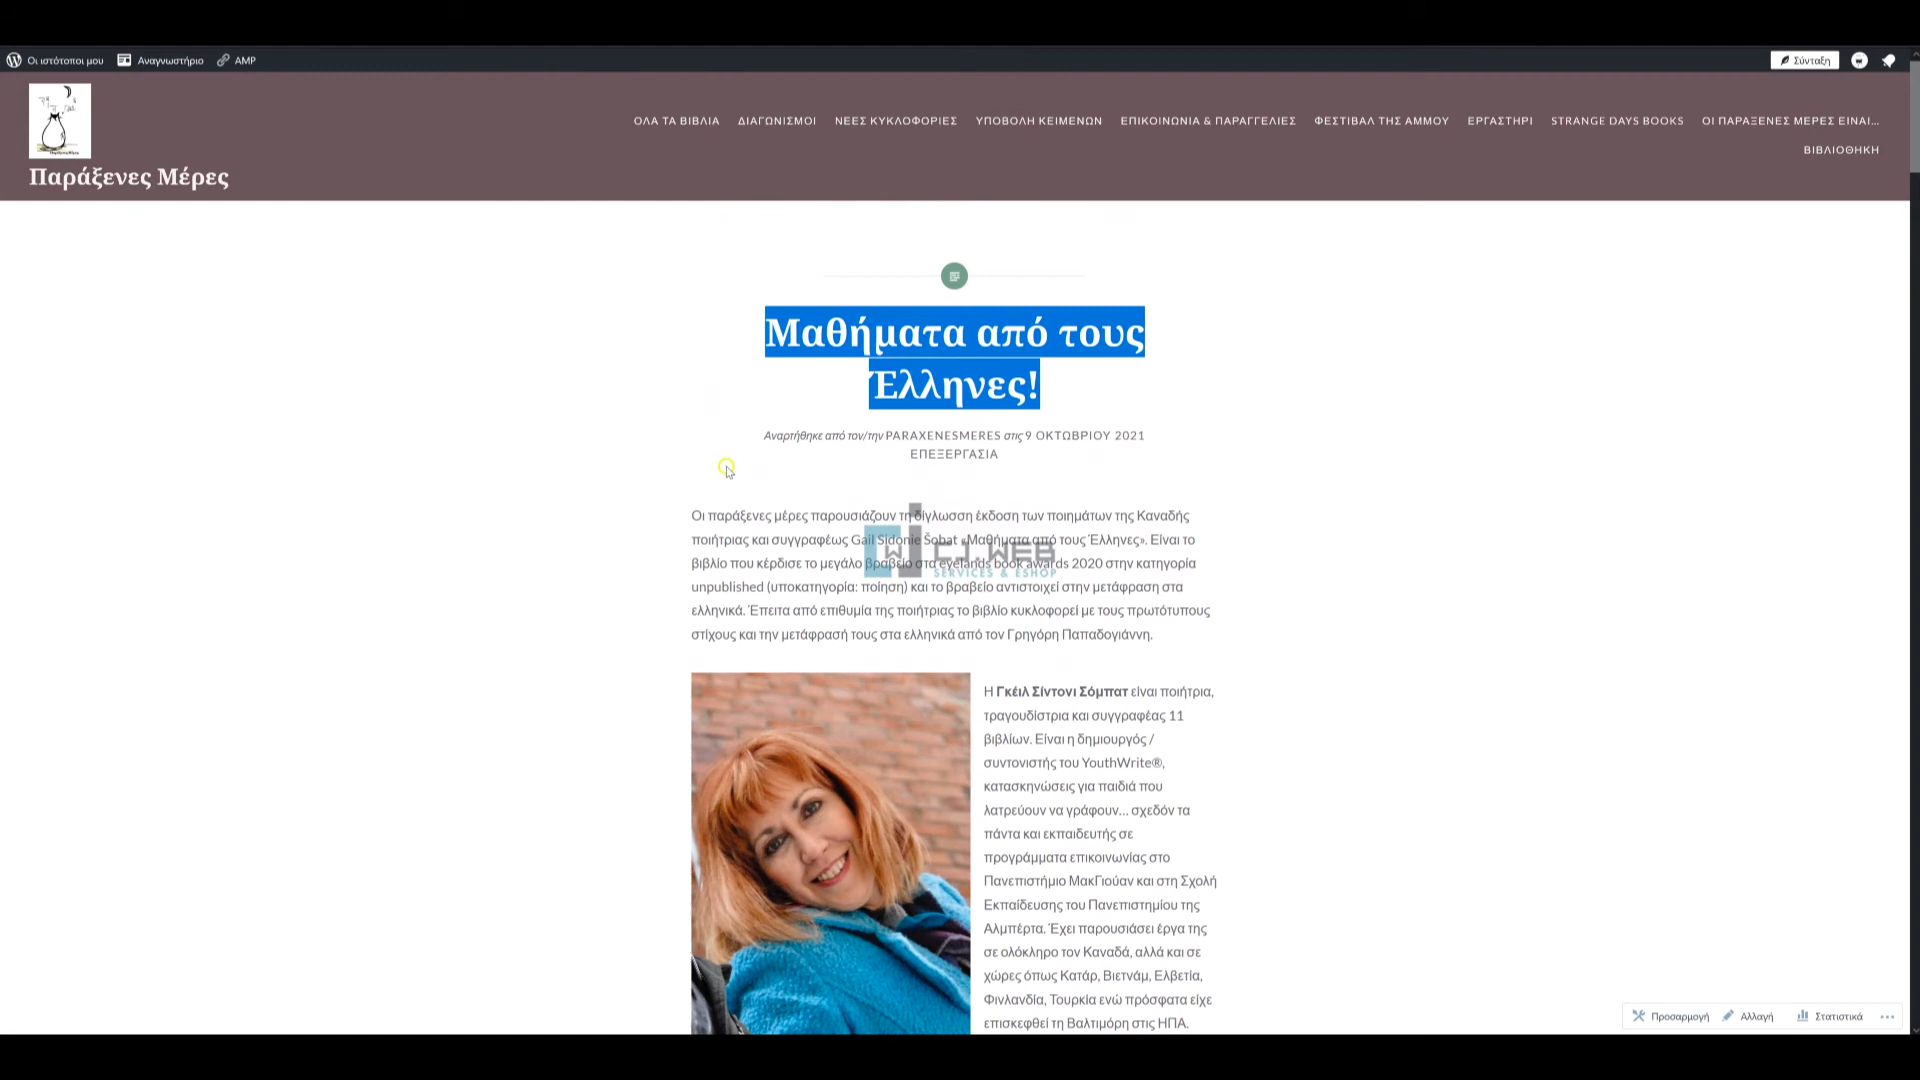 Οι ιστότοποι μου
Αναγνωστήριο
AMP
Σύνταξη
Παράξενες Μέρες
ΟΛΑ ΤΑ ΒΙΒΛΙΑ
ΔΙΑΓΩΝΙΣΜΟΙ
ΝΕΕΣ ΚΥΚΛΟΦΟΡΙΕΣ
ΥΠΟΒΟΛΗ ΚΕΙΜΕΝΩΝ
ΕΠΙΚΟΙΝΩΝΙΑ & ΠΑΡΑΓΓΕΛΙΕΣ
ΦΕΣΤΙΒΑΛ ΤΗΣ ΑΜΜΟΥ
ΕΡΓΑΣΤΗΡΙ
STRANGE DAYS BOOKS
ΟΙ ΠΑΡΑΞΕΝΕΣ ΜΕΡΕΣ ΕΙΝΑΙ…
ΒΙΒΛΙΟΘΗΚΗ
Μαθήματα από τους
Έλληνες!
Αναρτήθηκε από τον/την PARAXENESMERES στις 9 ΟΚΤΩΒΡΙΟΥ 2021
ΕΠΕΞΕΡΓΑΣΙΑ
Οι παράξενες μέρες παρουσιάζουν τη δίγλωσση έκδοση των ποιημάτων της Καναδής
ποιήτριας και συγγραφέως Gail Sidonie Šobat «Μαθήματα από τους Έλληνες». Είναι το
βιβλίο που κέρδισε το μεγάλο βραβείο στα eyelands book awards 2020 στην κατηγορία
unpublished (υποκατηγορία: ποίηση) και το βραβείο αντιστοιχεί στην μετάφραση στα
ελληνικά. Έπειτα από επιθυμία της ποιήτριας το βιβλίο κυκλοφορεί με τους πρωτότυπους
στίχους και την μετάφρασή τους στα ελληνικά από τον Γρηγόρη Παπαδογιάννη.
CJ.WEB
SERVICES & ESHOP
Η Γκέιλ Σίντονι Σόμπατ είναι ποιήτρια,
τραγουδίστρια και συγγραφέας 11
βιβλίων. Είναι η δημιουργός /
συντονιστής του YouthWrite®,
κατασκηνώσεις για παιδιά που
λατρεύουν να γράφουν… σχεδόν τα
πάντα και εκπαιδευτής σε
προγράμματα επικοινωνίας στο
Πανεπιστήμιο ΜακΓιούαν και στη Σχολή
Εκπαίδευσης του Πανεπιστημίου της
Αλμπέρτα. Έχει παρουσιάσει έργα της
σε ολόκληρο τον Καναδά, αλλά και σε
χώρες όπως Κατάρ, Βιετνάμ, Ελβετία,
Φινλανδία, Τουρκία ενώ πρόσφατα είχε
επισκεφθεί τη Βαλτιμόρη στις ΗΠΑ.
Προσαρμογή
Αλλαγή
Στατιστικά